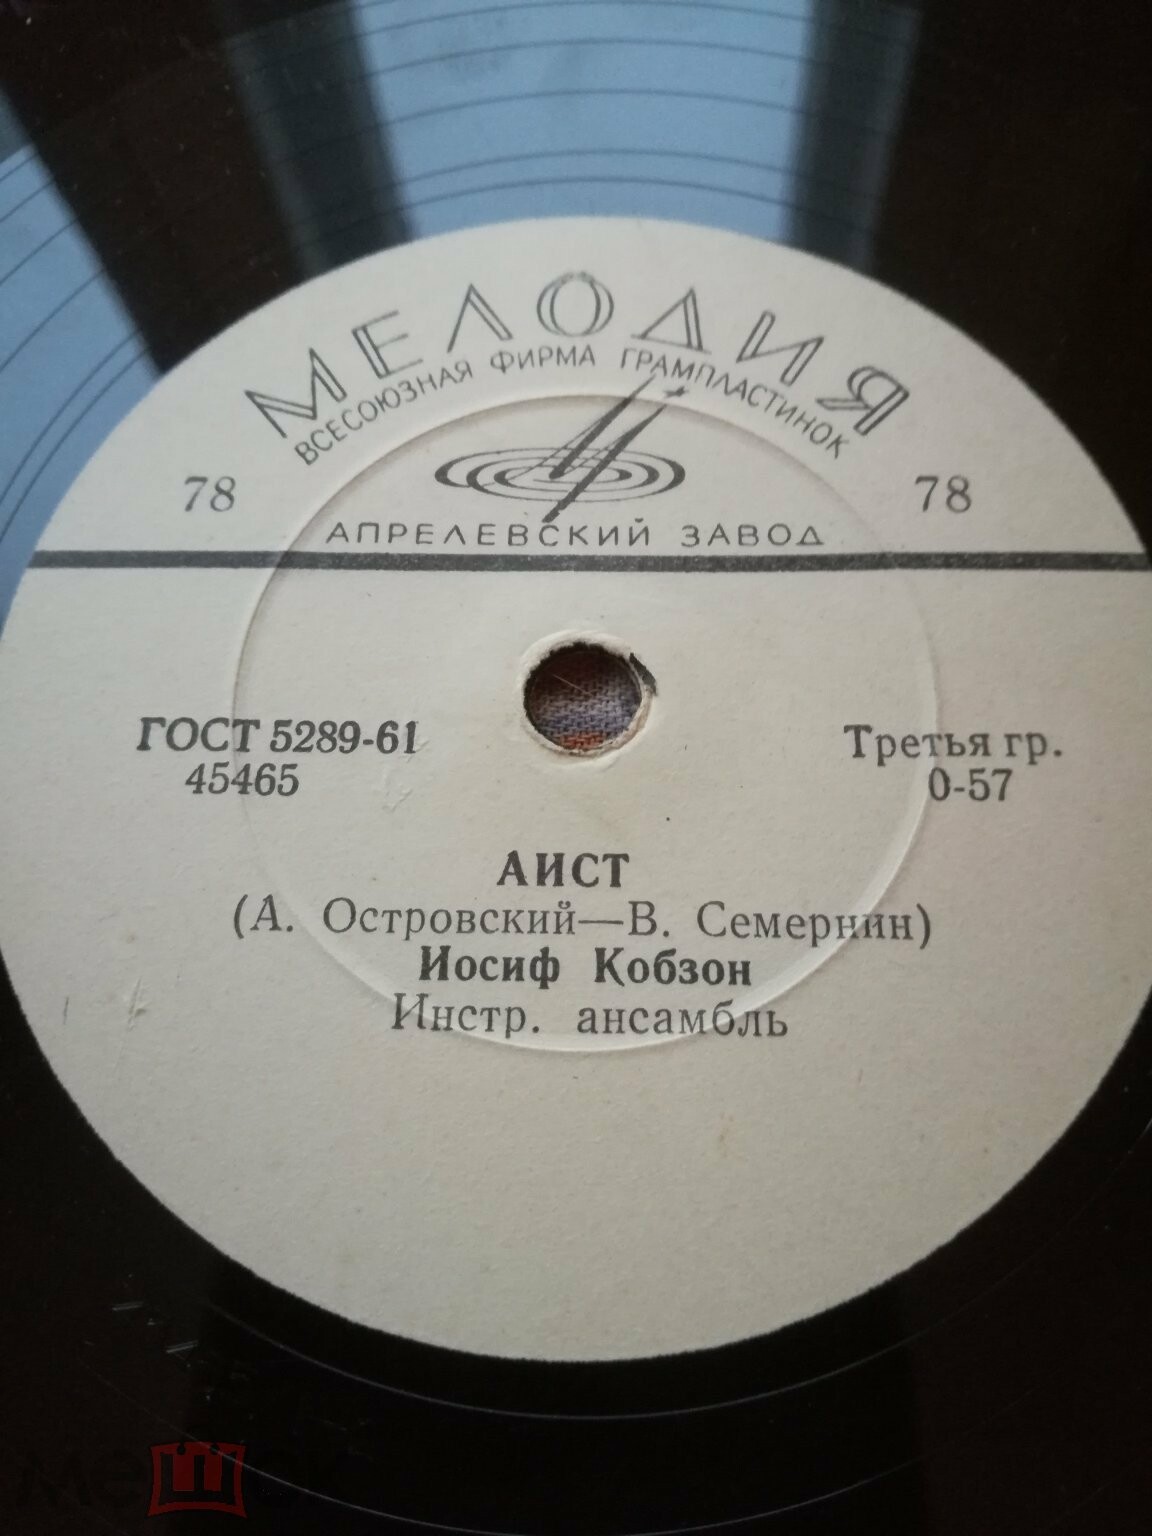 МЕЛОДИЯ
ВСЕСОЮЗНАЯ ФИРМА ГРАМПЛАСТИНОК
78 78
АПРЕЛЕВСКИЙ ЗАВОД
ГОСТ 5289-61 Третья гр.
45465 0-57
АИСТ
(А. Островский—В. Семернин)
Иосиф Кобзон
Инстр. ансамбль
мешок